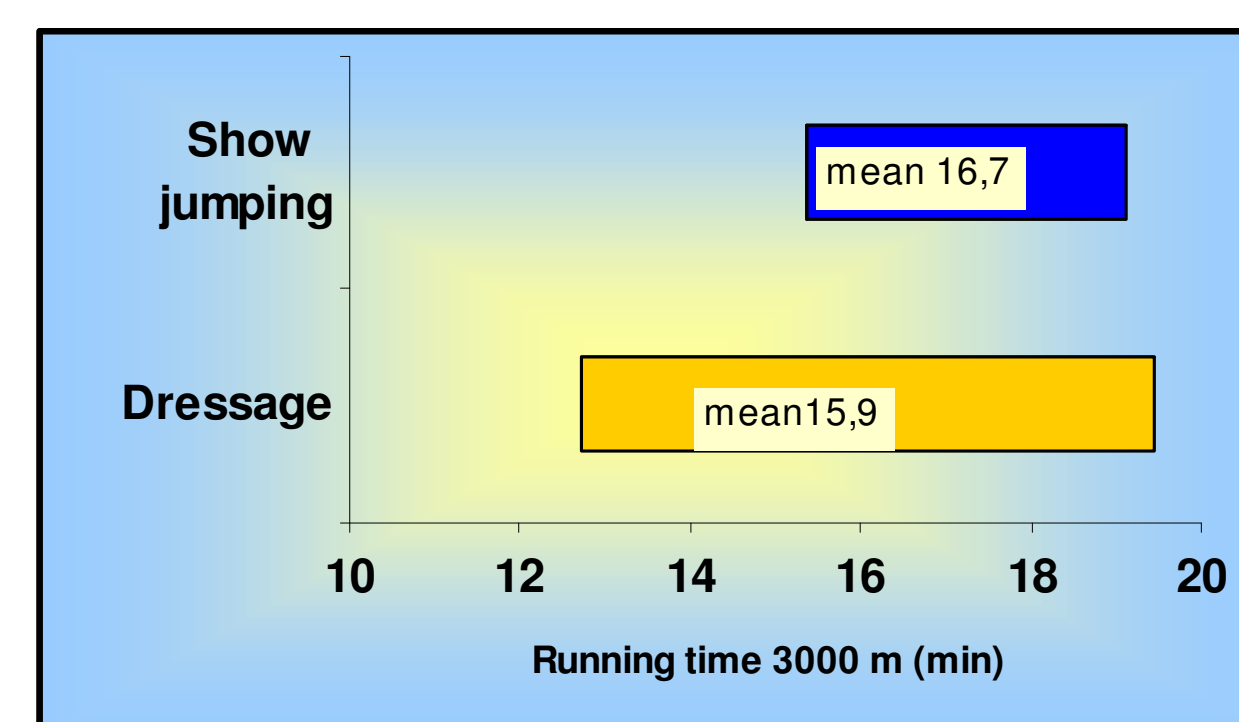 Show
jumping
mean 16,7
Dressage
mean15,9
10 12 14 16 18 20
Running time 3000 m (min)